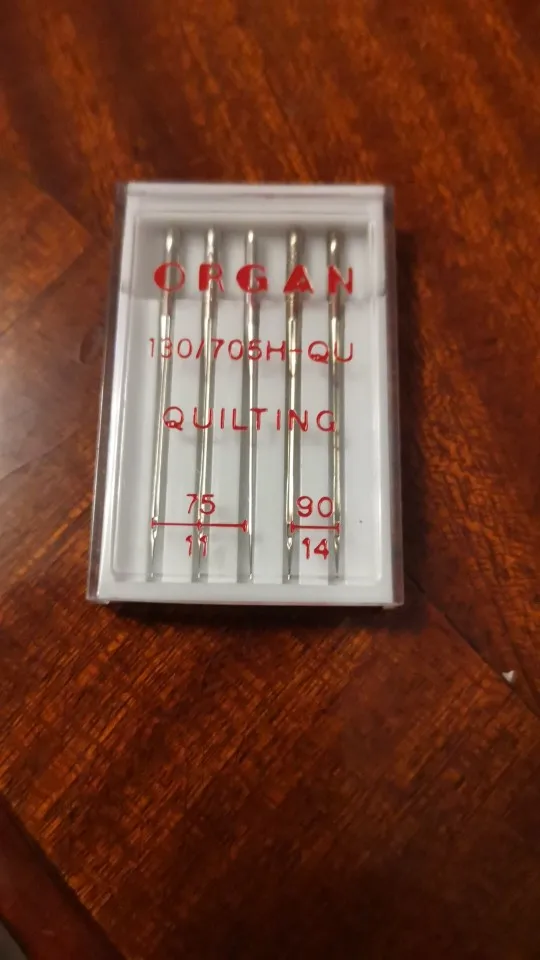 ORGAN
130/705H-QU
QUILTING
75 90
11 14